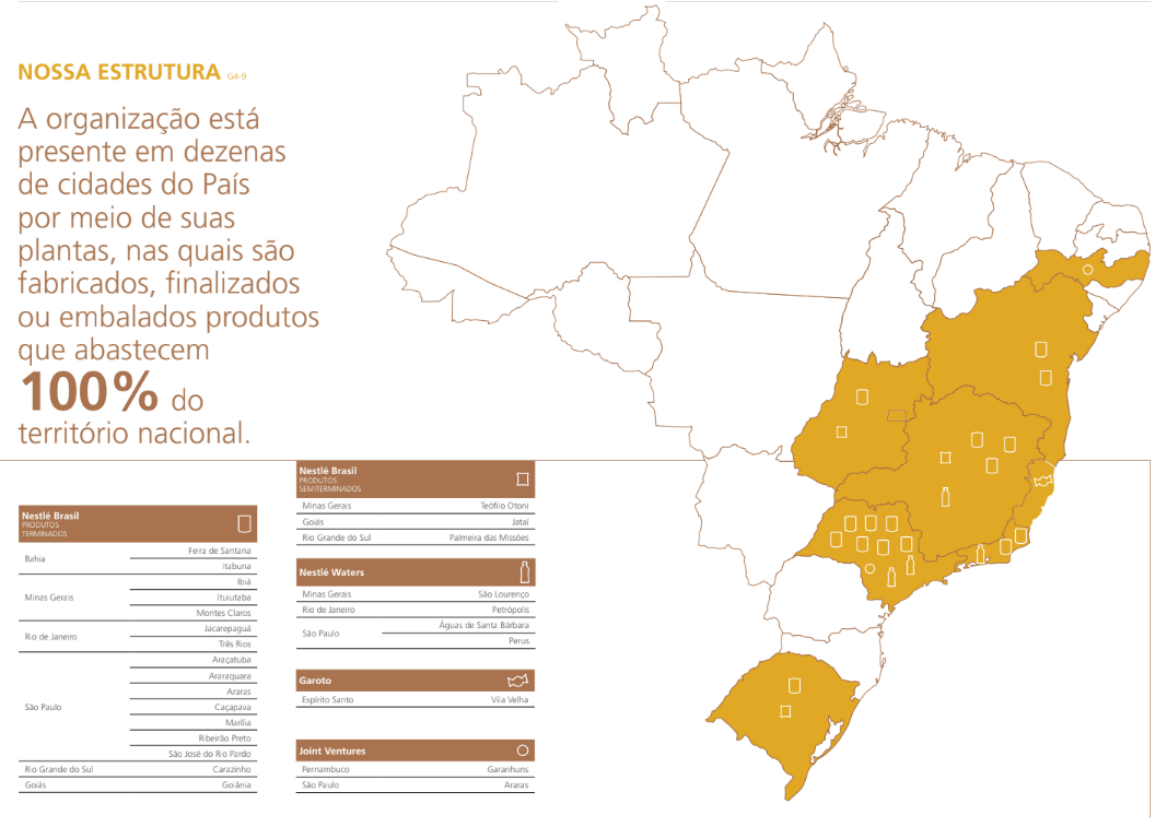 NOSSA ESTRUTURA G4-9
A organização está
presente em dezenas
de cidades do País
por meio de suas
plantas, nas quais são
fabricados, finalizados
ou embalados produtos
que abastecem
100% do
território nacional.
Nestlé Brasil
PRODUTOS
TERMINADOS
Bahia
Feira de Santana
Itabuna
Minas Gerais
Ibiá
Ituiutaba
Montes Claros
Rio de Janeiro
Jacarepaguá
Três Rios
São Paulo
Araçatuba
Araraquara
Araras
Caçapava
Marília
Ribeirão Preto
São José do Rio Pardo
Rio Grande do Sul Carazinho
Goiás Goiânia
Nestlé Brasil
PRODUTOS
SEMITERMINADOS
Minas Gerais Teófilo Otoni
Goiás Jataí
Rio Grande do Sul Palmeira das Missões
Nestlé Waters
Minas Gerais São Lourenço
Rio de Janeiro Petrópolis
São Paulo
Águas de Santa Bárbara
Perus
Garoto
Espírito Santo Vila Velha
Joint Ventures
Pernambuco Garanhuns
São Paulo Araras